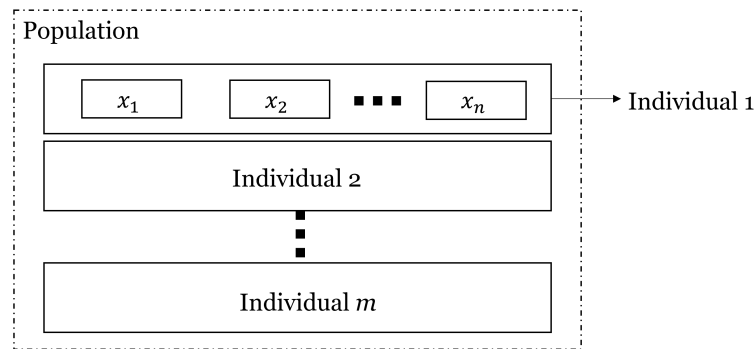 Population
x₁ x₂ xₙ
Individual 1
Individual 2
Individual m